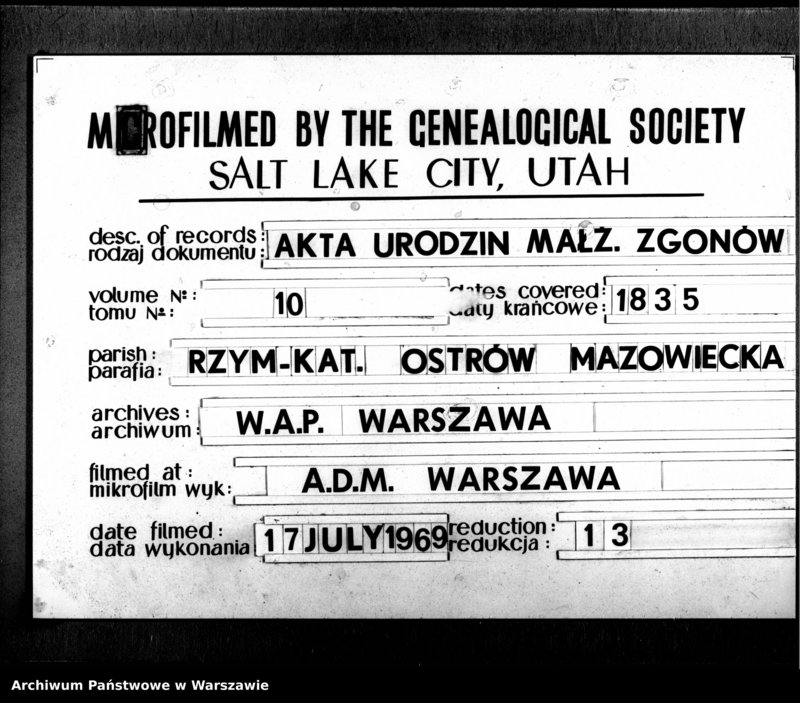 MICROFILMED BY THE GENEALOGICAL SOCIETY
SALT LAKE CITY, UTAH
desc. of records: AKTA URODZIN MAŁŻ. ZGONÓW
rodzaj dokumentu:
volume №: 10
tomu №:
dates covered: 1835
daty krańcowe:
parish: RZYM-KAT. OSTRÓW MAZOWIECKA
parafia:
archives: W.A.P. WARSZAWA
archiwum:
filmed at: A.D.M. WARSZAWA
mikrofilm wyk:
date filmed: 17 JULY 1969
data wykonania
reduction: 13
redukcja:
Archiwum Państwowe w Warszawie